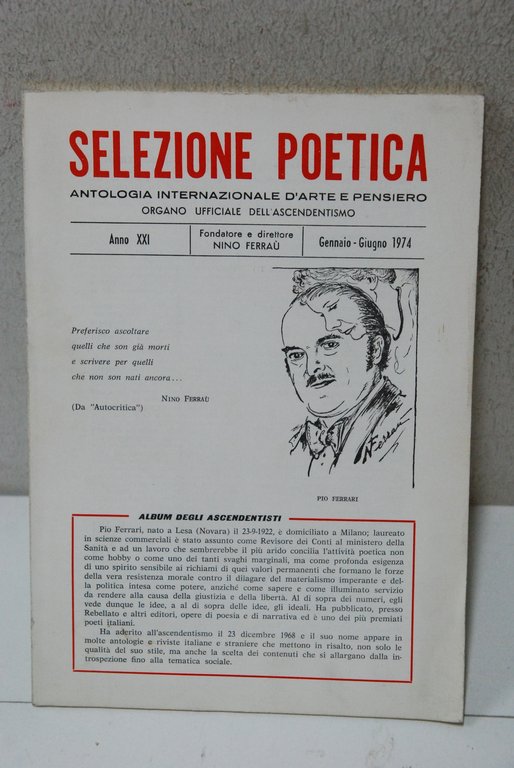 SELEZIONE POETICA
ANTOLOGIA INTERNAZIONALE D'ARTE E PENSIERO
ORGANO UFFICIALE DELL'ASCENDENTISMO
Anno XXI
Fondatore e direttore
NINO FERRAÙ
Gennaio - Giugno 1974
Preferisco ascoltare
quelli che son già morti
e scrivere per quelli
che non son nati ancora...
NINO FERRAÙ
(Da "Autocritica")
N Ferraù
PIO FERRARI
ALBUM DEGLI ASCENDENTISTI
Pio Ferrari, nato a Lesa (Novara) il 23-9-1922, è domiciliato a Milano; laureato
in scienze commerciali è stato assunto come Revisore dei Conti al ministero della
Sanità e ad un lavoro che sembrerebbe il più arido concilia l'attività poetica non
come hobby o come uno dei tanti svaghi marginali, ma come profonda esigenza
di uno spirito sensibile ai richiami di quei valori permanenti che formano le forze
della vera resistenza morale contro il dilagare del materialismo imperante e del-
la politica intesa come potere, anziché come sapere e come illuminato servizio
da rendere alla causa della giustizia e della libertà. Al di sopra dei numeri, egli
vede dunque le idee, a al di sopra delle idee, gli ideali. Ha pubblicato, presso
Rebellato e altri editori, opere di poesia e di narrativa ed è uno dei più premiati
poeti italiani.
Ha aderito all'ascendentismo il 23 dicembre 1968 e il suo nome appare in
molte antologie e riviste italiane e straniere che mettono in risalto, non solo le
qualità del suo stile, ma anche la scelta dei contenuti che si allargano dalla in-
trospezione fino alla tematica sociale.